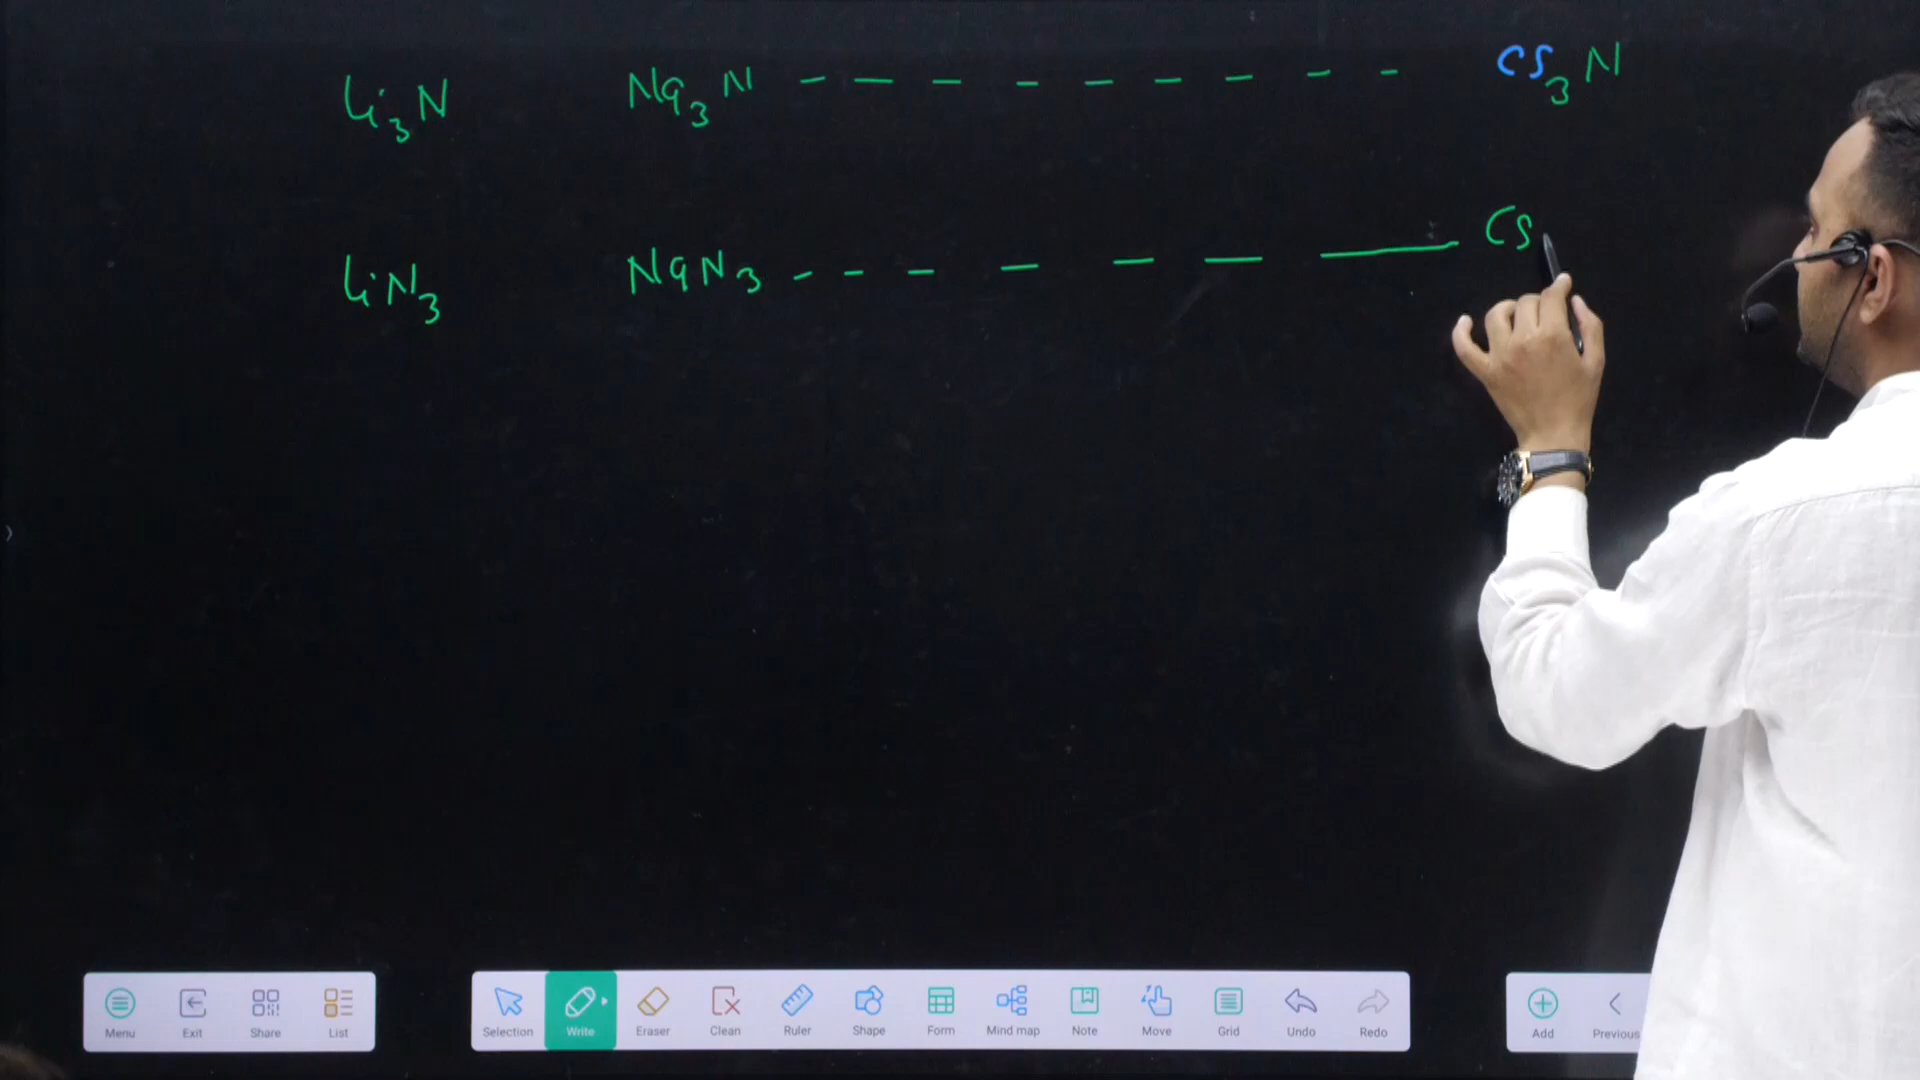 Li₃N Na₃N - - - - - - - - - Cs₃N
LiN₃ NaN₃ - - - - - - — Cs
Menu Exit Share List Selection Write Eraser Clean Ruler Shape Form Mind map Note Move Grid Undo Redo Add Previous